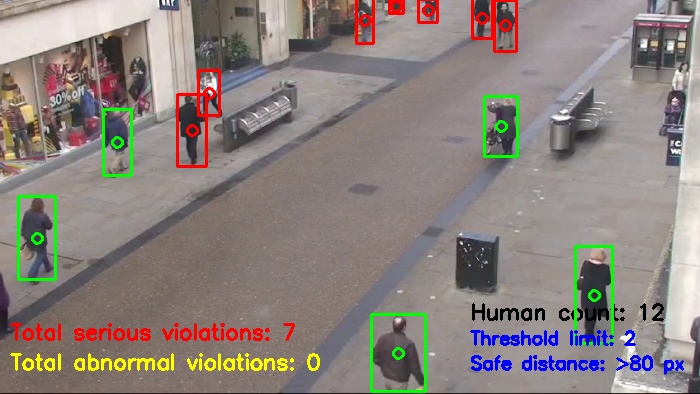 30% off
Human count: 12
Total serious violations: 7
Threshold limit: 2
Total abnormal violations: 0
Safe distance: >80 px